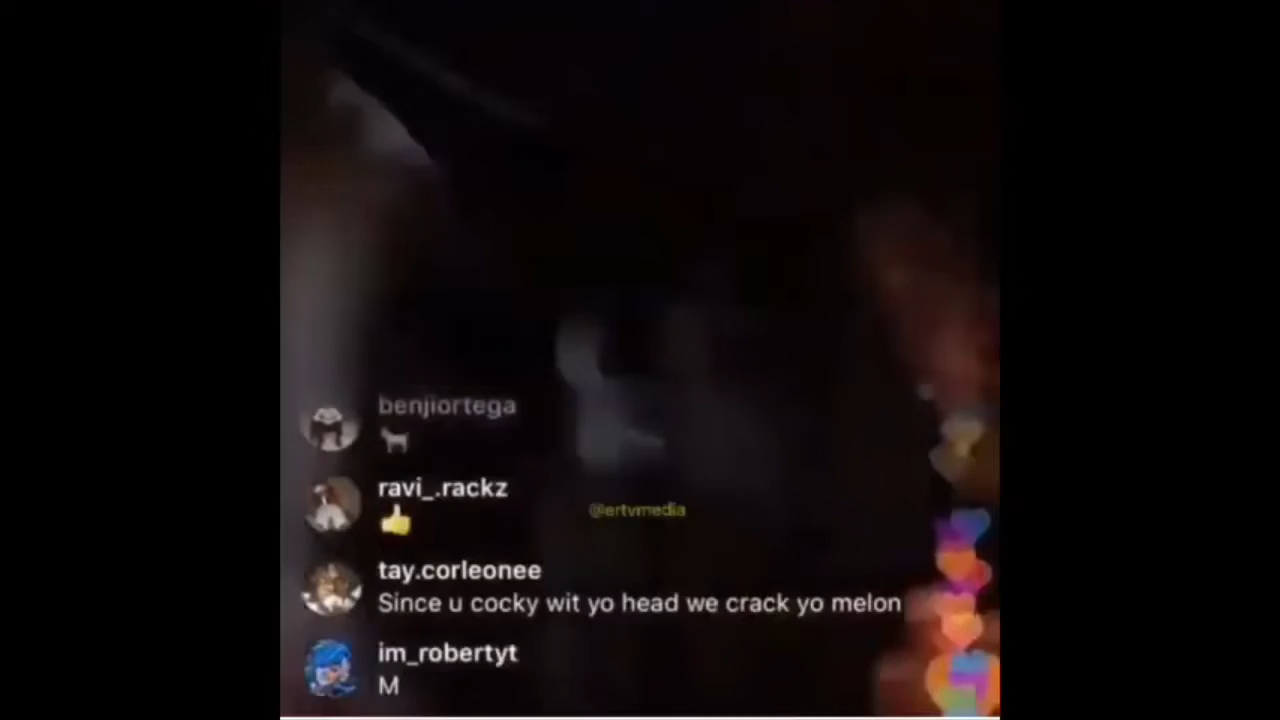 benjiortega
🐕
ravi_.rackz
👍
@ertvmedia
tay.corleonee
Since u cocky wit yo head we crack yo melon
im_robertyt
M